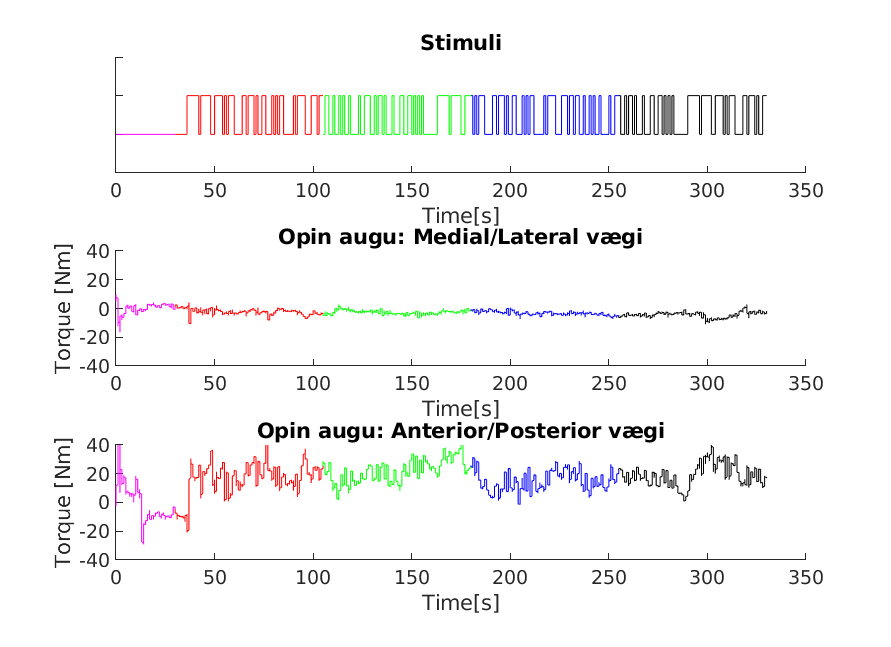 Stimuli
0 50 100 150 200 250 300 350
Time[s]
Opin augu: Medial/Lateral vægi
Torque [Nm]
40
20
0
-20
-40
0 50 100 150 200 250 300 350
Time[s]
Opin augu: Anterior/Posterior vægi
Torque [Nm]
40
20
0
-20
-40
0 50 100 150 200 250 300 350
Time[s]